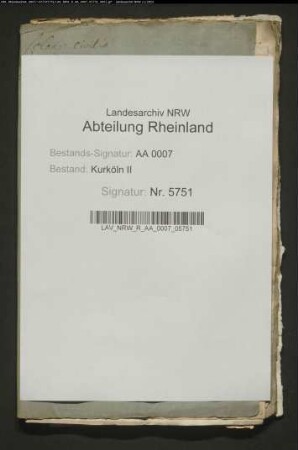 Landesarchiv NRW
Abteilung Rheinland
Bestands-Signatur: AA 0007
Bestand: Kurköln II
Signatur: Nr. 5751
LAV_NRW_R_AA_0007_05751